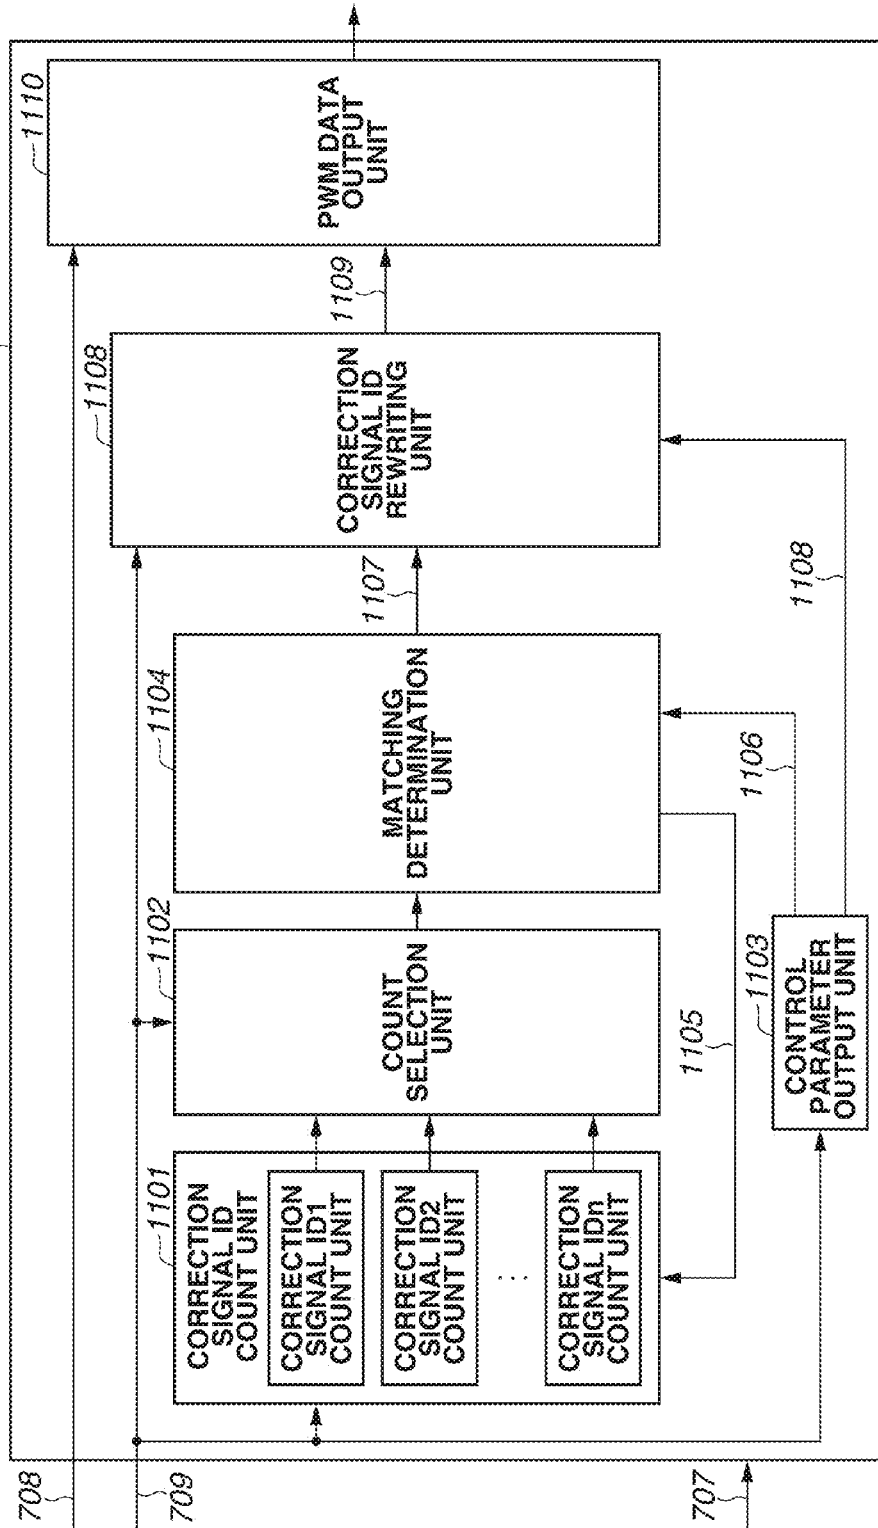 708
709
707
1101
CORRECTION
SIGNAL ID
COUNT UNIT
CORRECTION
SIGNAL ID1
COUNT UNIT
CORRECTION
SIGNAL ID2
COUNT UNIT
...
CORRECTION
SIGNAL IDn
COUNT UNIT
1102
COUNT
SELECTION
UNIT
1105
1103
CONTROL
PARAMETER
OUTPUT UNIT
1104
MATCHING
DETERMINATION
UNIT
1106
1107
1108
1108
CORRECTION
SIGNAL ID
REWRITING
UNIT
1109
1110
PWM DATA
OUTPUT
UNIT